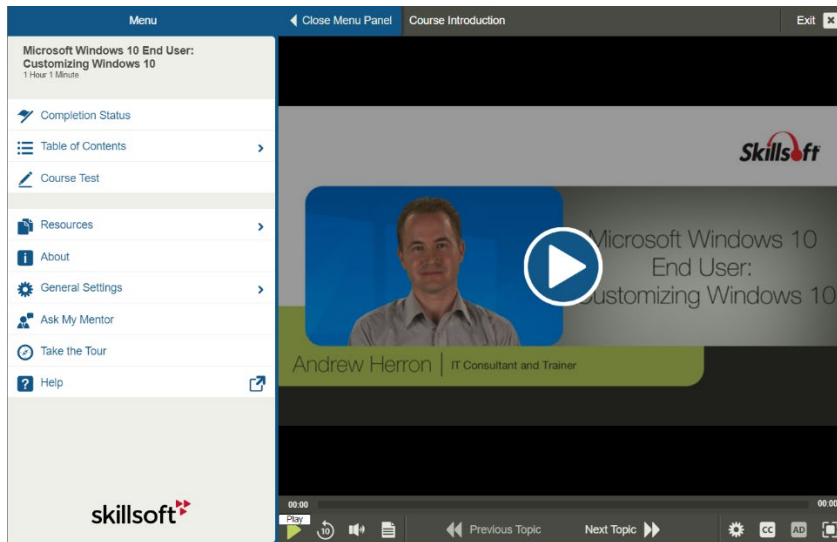 Menu
Close Menu Panel
Course Introduction
Exit
Microsoft Windows 10 End User:
Customizing Windows 10
1 Hour 1 Minute
Completion Status
Table of Contents
Course Test
Resources
About
General Settings
Ask My Mentor
Take the Tour
Help
skillsoft
Skillsoft
Microsoft Windows 10
End User:
Customizing Windows 10
Andrew Herron | IT Consultant and Trainer
00:00
00:00
Play
10
Previous Topic
Next Topic
CC
AD